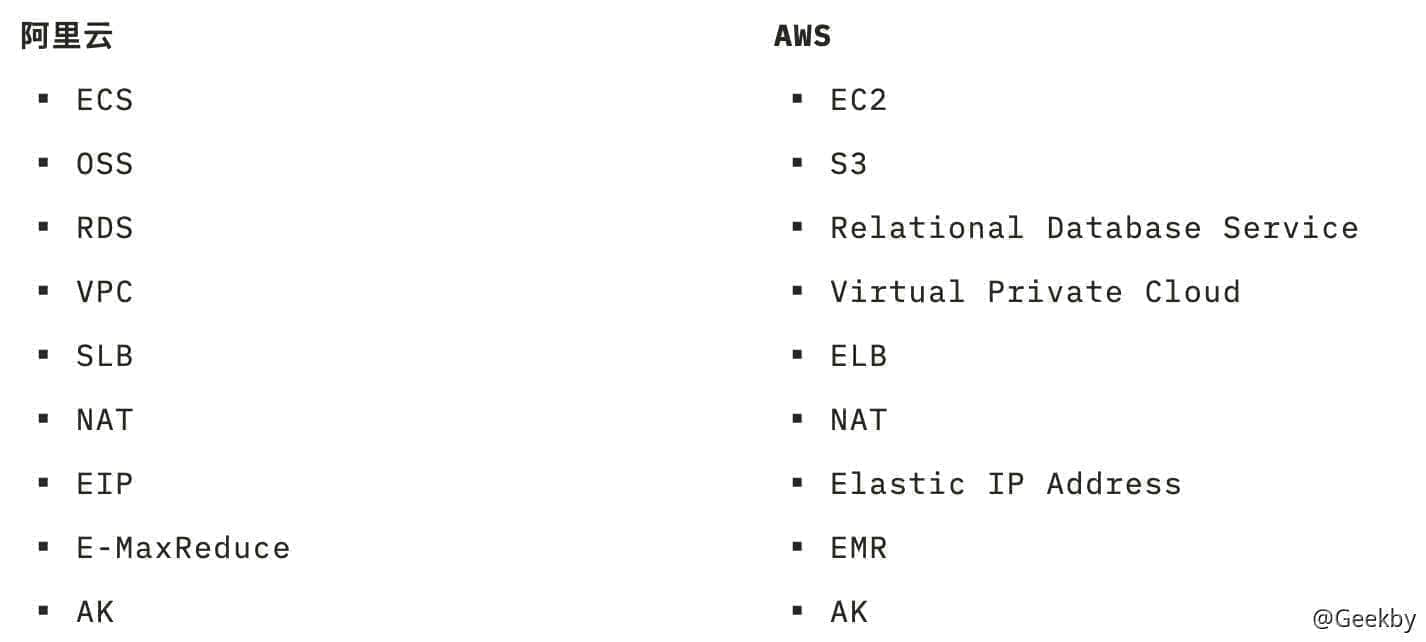 阿里云
▪ ECS
▪ OSS
▪ RDS
▪ VPC
▪ SLB
▪ NAT
▪ EIP
▪ E-MaxReduce
▪ AK
AWS
▪ EC2
▪ S3
▪ Relational Database Service
▪ Virtual Private Cloud
▪ ELB
▪ NAT
▪ Elastic IP Address
▪ EMR
▪ AK
@Geekby